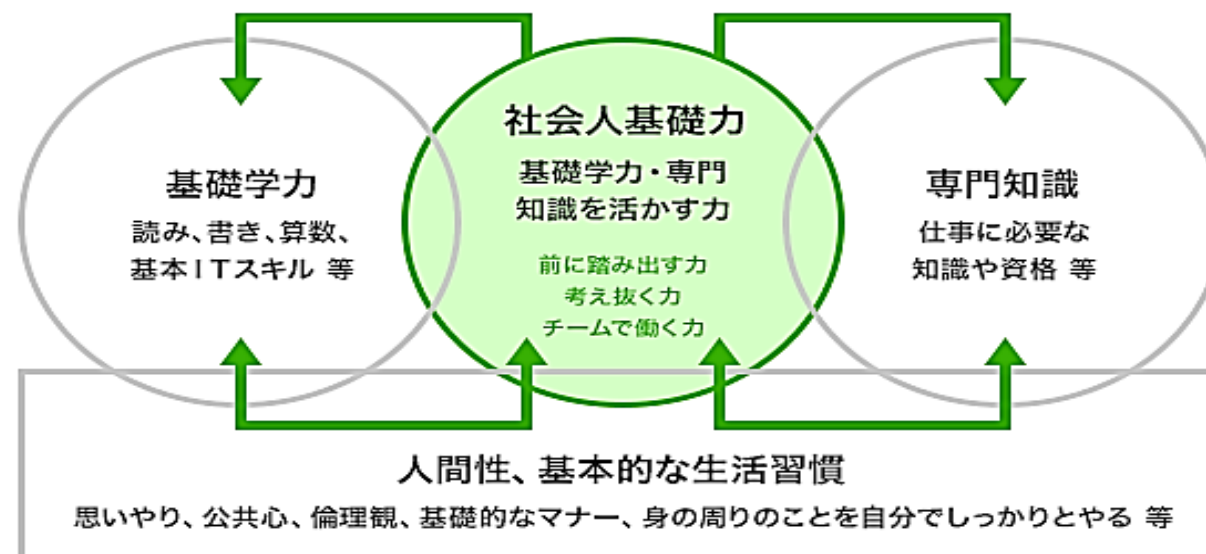 基礎学力
読み、書き、算数、
基本ITスキル 等
社会人基礎力
基礎学力・専門
知識を活かす力
前に踏み出す力
考え抜く力
チームで働く力
専門知識
仕事に必要な
知識や資格 等
人間性、基本的な生活習慣
思いやり、公共心、倫理観、基礎的なマナー、身の周りのことを自分でしっかりとやる 等